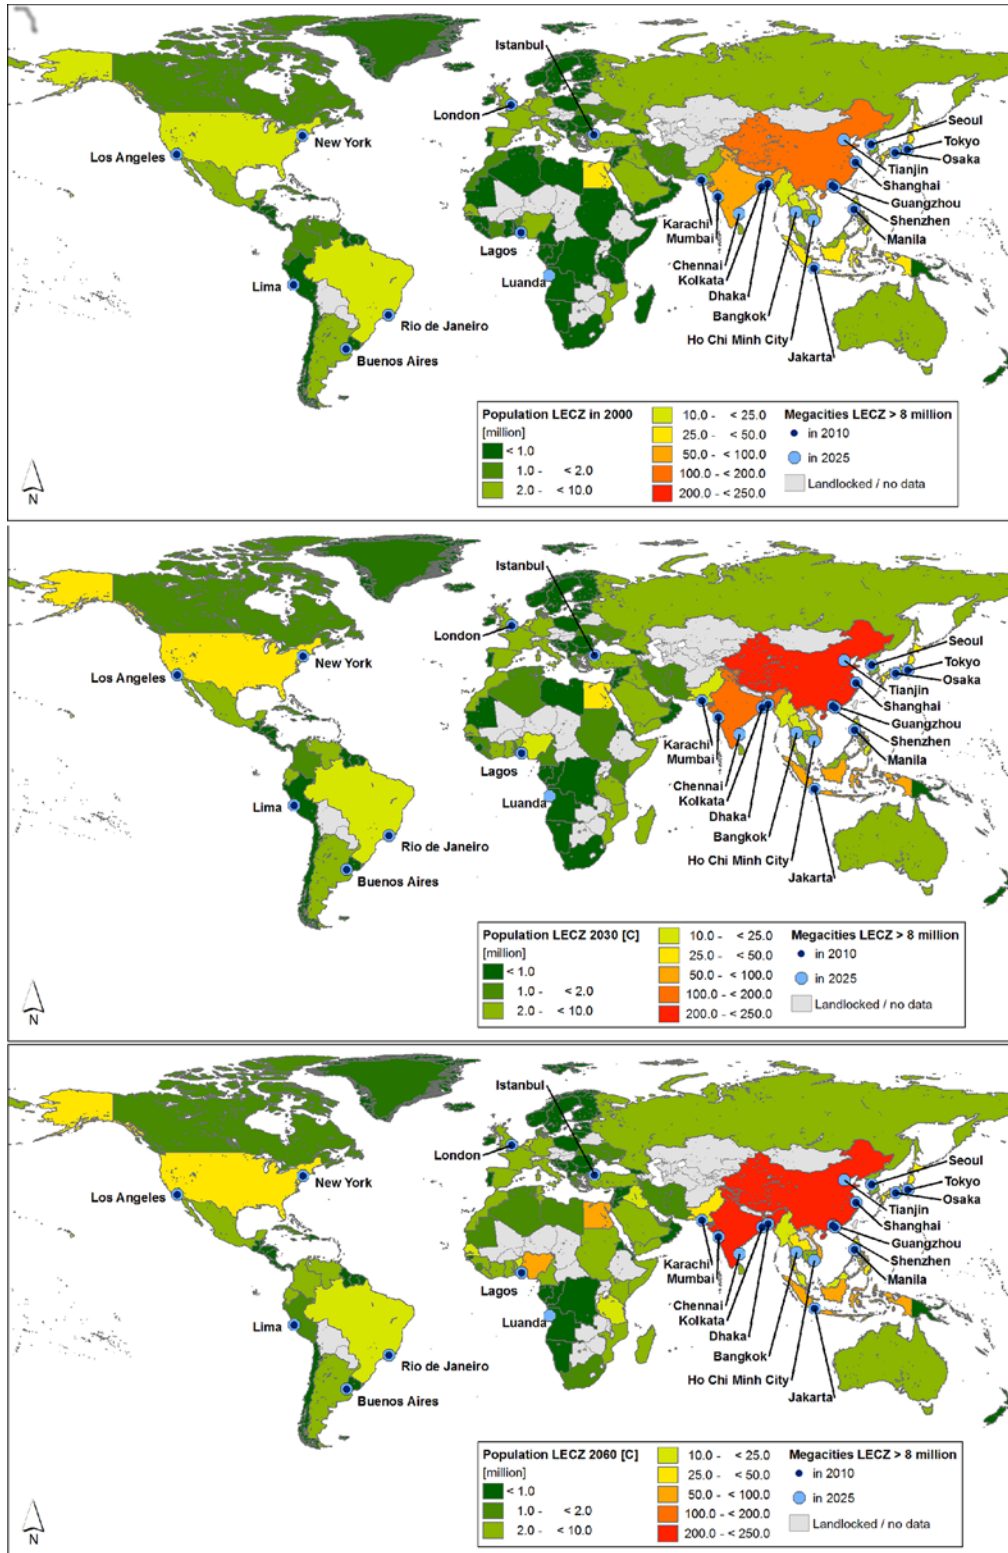 Istanbul
London
Seoul
New York
Tokyo
Los Angeles
Osaka
Tianjin
Shanghai
Guangzhou
Karachi
Shenzhen
Mumbai
Manila
Lagos
Chennai
Kolkata
Luanda
Dhaka
Lima
Bangkok
Rio de Janeiro
Ho Chi Minh City
Buenos Aires
Jakarta
Population LECZ in 2000
[million]
< 1.0
1.0 - < 2.0
2.0 - < 10.0
10.0 - < 25.0
25.0 - < 50.0
50.0 - < 100.0
100.0 - < 200.0
200.0 - < 250.0
Megacities LECZ > 8 million
in 2010
in 2025
Landlocked / no data
N
Istanbul
London
Seoul
New York
Tokyo
Los Angeles
Osaka
Tianjin
Shanghai
Guangzhou
Karachi
Shenzhen
Mumbai
Manila
Lagos
Chennai
Kolkata
Luanda
Dhaka
Lima
Bangkok
Rio de Janeiro
Ho Chi Minh City
Buenos Aires
Jakarta
Population LECZ 2030 [C]
[million]
< 1.0
1.0 - < 2.0
2.0 - < 10.0
10.0 - < 25.0
25.0 - < 50.0
50.0 - < 100.0
100.0 - < 200.0
200.0 - < 250.0
Megacities LECZ > 8 million
in 2010
in 2025
Landlocked / no data
N
Istanbul
London
Seoul
New York
Tokyo
Los Angeles
Osaka
Tianjin
Shanghai
Guangzhou
Karachi
Shenzhen
Mumbai
Manila
Lagos
Chennai
Kolkata
Luanda
Dhaka
Lima
Bangkok
Rio de Janeiro
Ho Chi Minh City
Buenos Aires
Jakarta
Population LECZ 2060 [C]
[million]
< 1.0
1.0 - < 2.0
2.0 - < 10.0
10.0 - < 25.0
25.0 - < 50.0
50.0 - < 100.0
100.0 - < 200.0
200.0 - < 250.0
Megacities LECZ > 8 million
in 2010
in 2025
Landlocked / no data
N